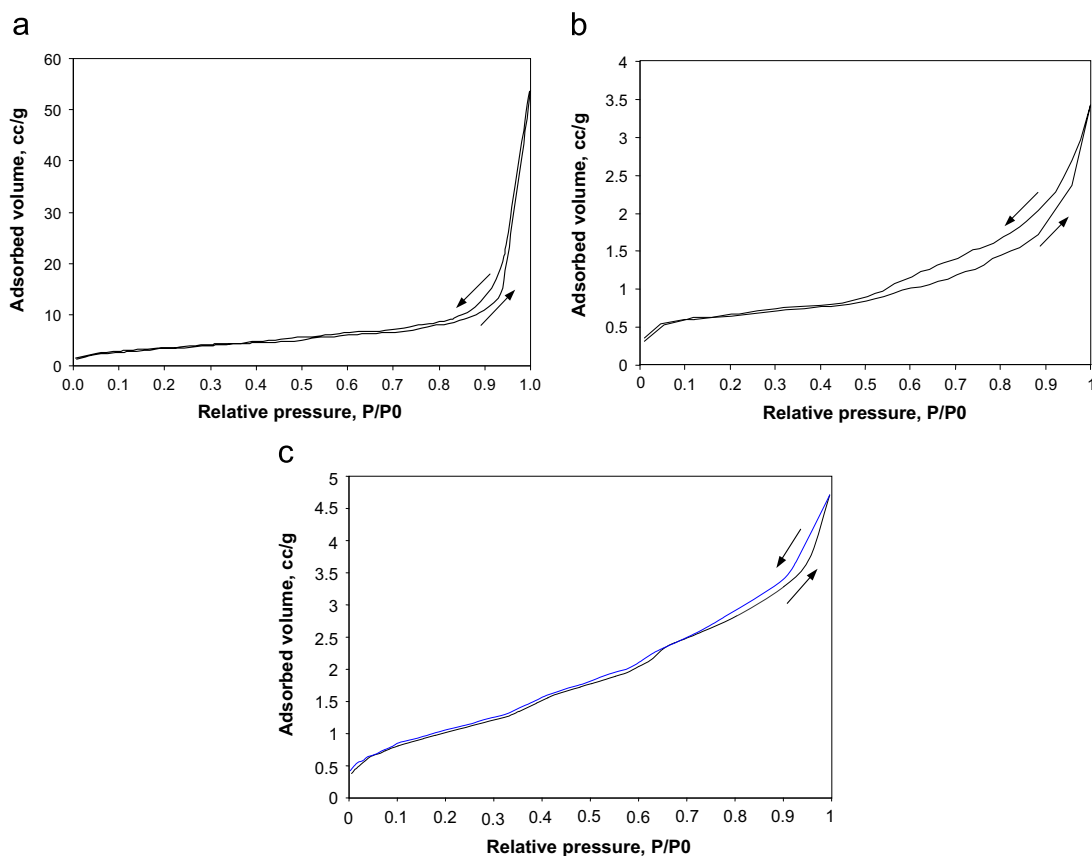 a
60
50
40
30
20
10
0
Adsorbed volume, cc/g
0.0 0.1 0.2 0.3 0.4 0.5 0.6 0.7 0.8 0.9 1.0
Relative pressure, P/P0
b
4
3.5
3
2.5
2
1.5
1
0.5
0
Adsorbed volume, cc/g
0 0.1 0.2 0.3 0.4 0.5 0.6 0.7 0.8 0.9 1
Relative pressure, P/P0
c
5
4.5
4
3.5
3
2.5
2
1.5
1
0.5
0
Adsorbed volume, cc/g
0 0.1 0.2 0.3 0.4 0.5 0.6 0.7 0.8 0.9 1
Relative pressure, P/P0